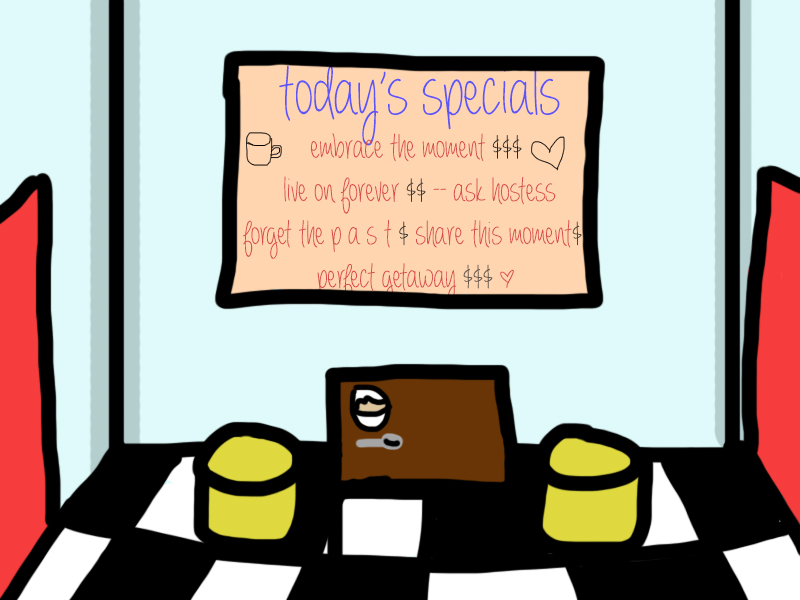 today's specials
embrace the moment $$$
live on forever $$ -- ask hostess
forget the p a s t $ share this moment$
perfect getaway $$$